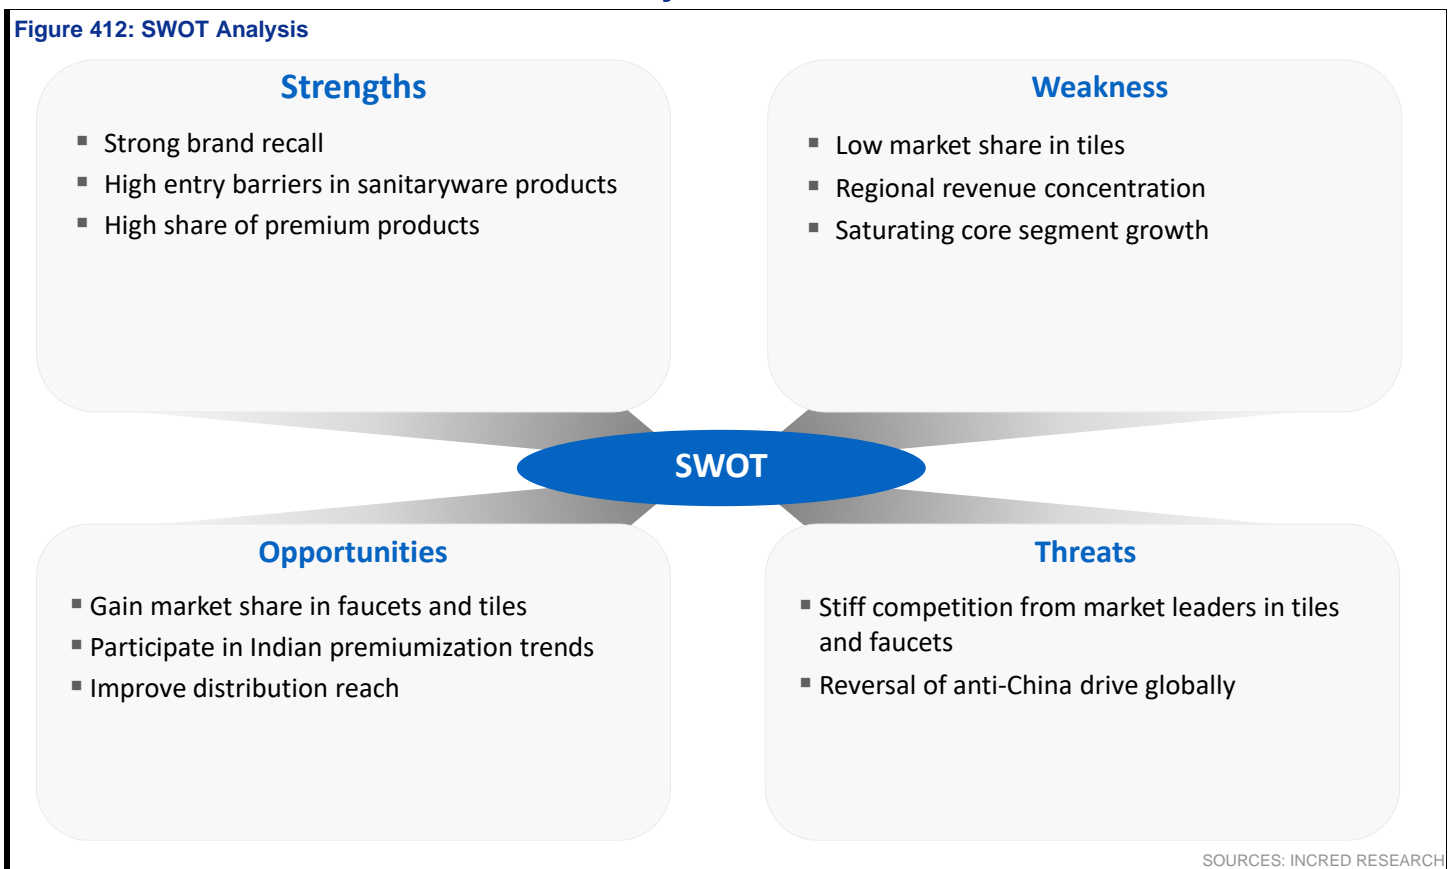 Figure 412: SWOT Analysis
Strengths
▪ Strong brand recall
▪ High entry barriers in sanitaryware products
▪ High share of premium products
Weakness
▪ Low market share in tiles
▪ Regional revenue concentration
▪ Saturating core segment growth
SWOT
Opportunities
▪ Gain market share in faucets and tiles
▪ Participate in Indian premiumization trends
▪ Improve distribution reach
Threats
▪ Stiff competition from market leaders in tiles
and faucets
▪ Reversal of anti-China drive globally
SOURCES: INCRED RESEARCH